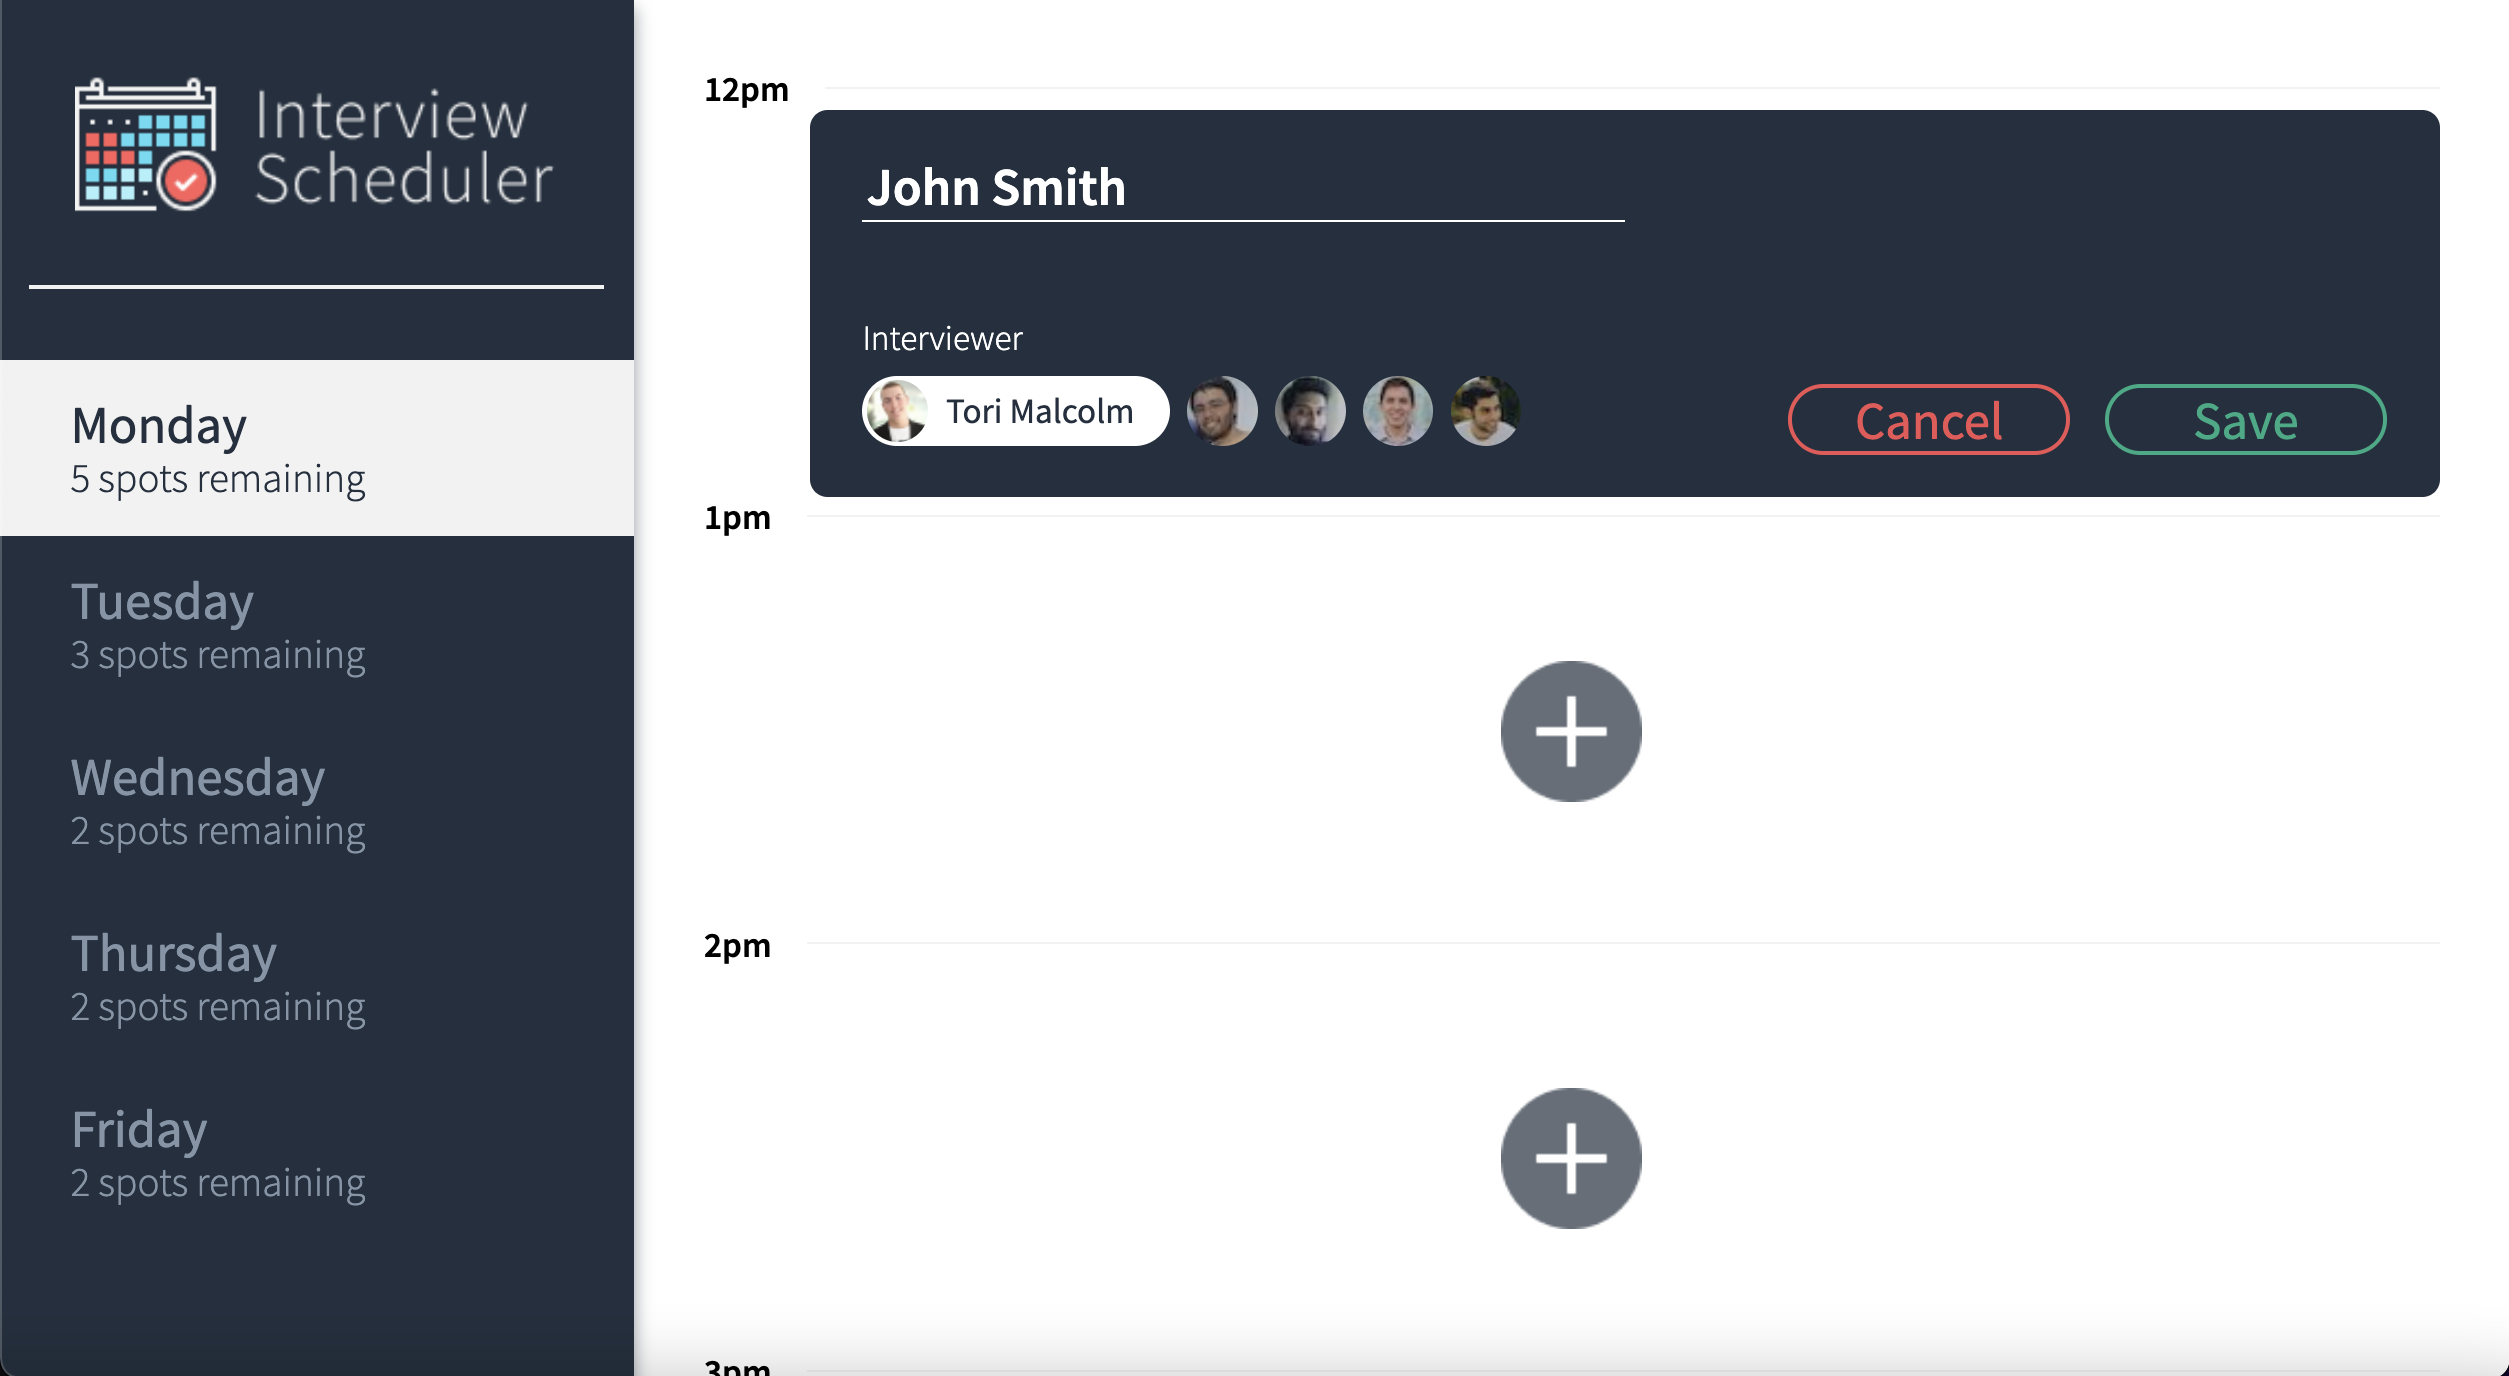 Interview
Scheduler
Monday
5 spots remaining
Tuesday
3 spots remaining
Wednesday
2 spots remaining
Thursday
2 spots remaining
Friday
2 spots remaining
12pm
John Smith
Interviewer
Tori Malcolm
Cancel
Save
1pm
2pm
3pm